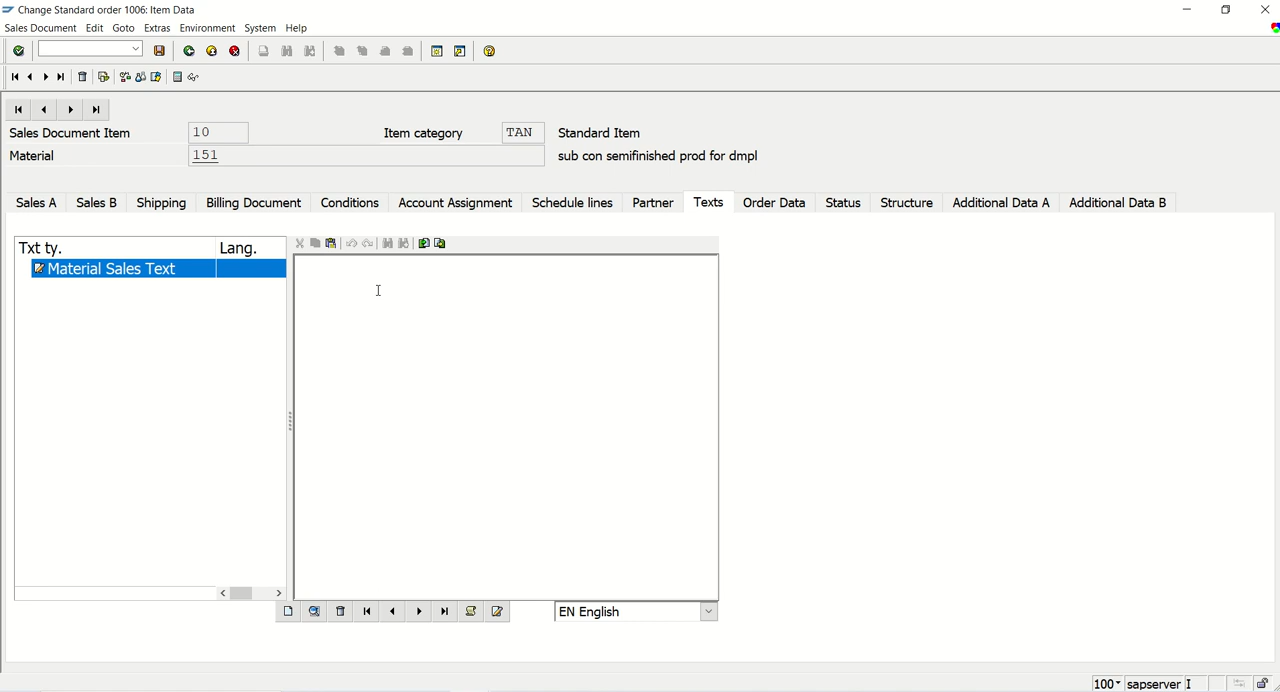 Change Standard order 1006: Item Data
Sales Document Edit Goto Extras Environment System Help
Sales Document Item 10 Item category TAN Standard Item
Material 151 sub con semifinished prod for dmpl
Sales A Sales B Shipping Billing Document Conditions Account Assignment Schedule lines Partner Texts Order Data Status Structure Additional Data A Additional Data B
Txt ty. Lang.
Material Sales Text
EN English
100 sapserver